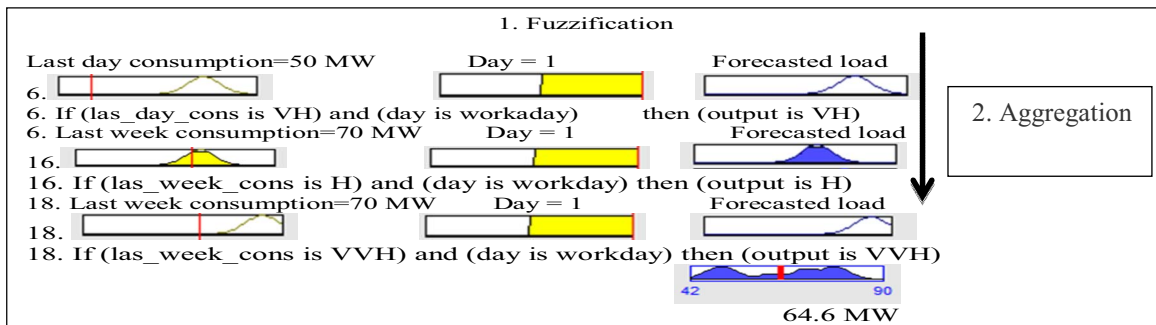 1. Fuzzification
Last day consumption=50 MW Day = 1 Forecasted load
6.
6. If (las_day_cons is VH) and (day is workaday) then (output is VH)
6. Last week consumption=70 MW Day = 1 Forecasted load
16.
16. If (las_week_cons is H) and (day is workday) then (output is H)
18. Last week consumption=70 MW Day = 1 Forecasted load
18.
18. If (las_week_cons is VVH) and (day is workday) then (output is VVH)
42 90
64.6 MW
2. Aggregation